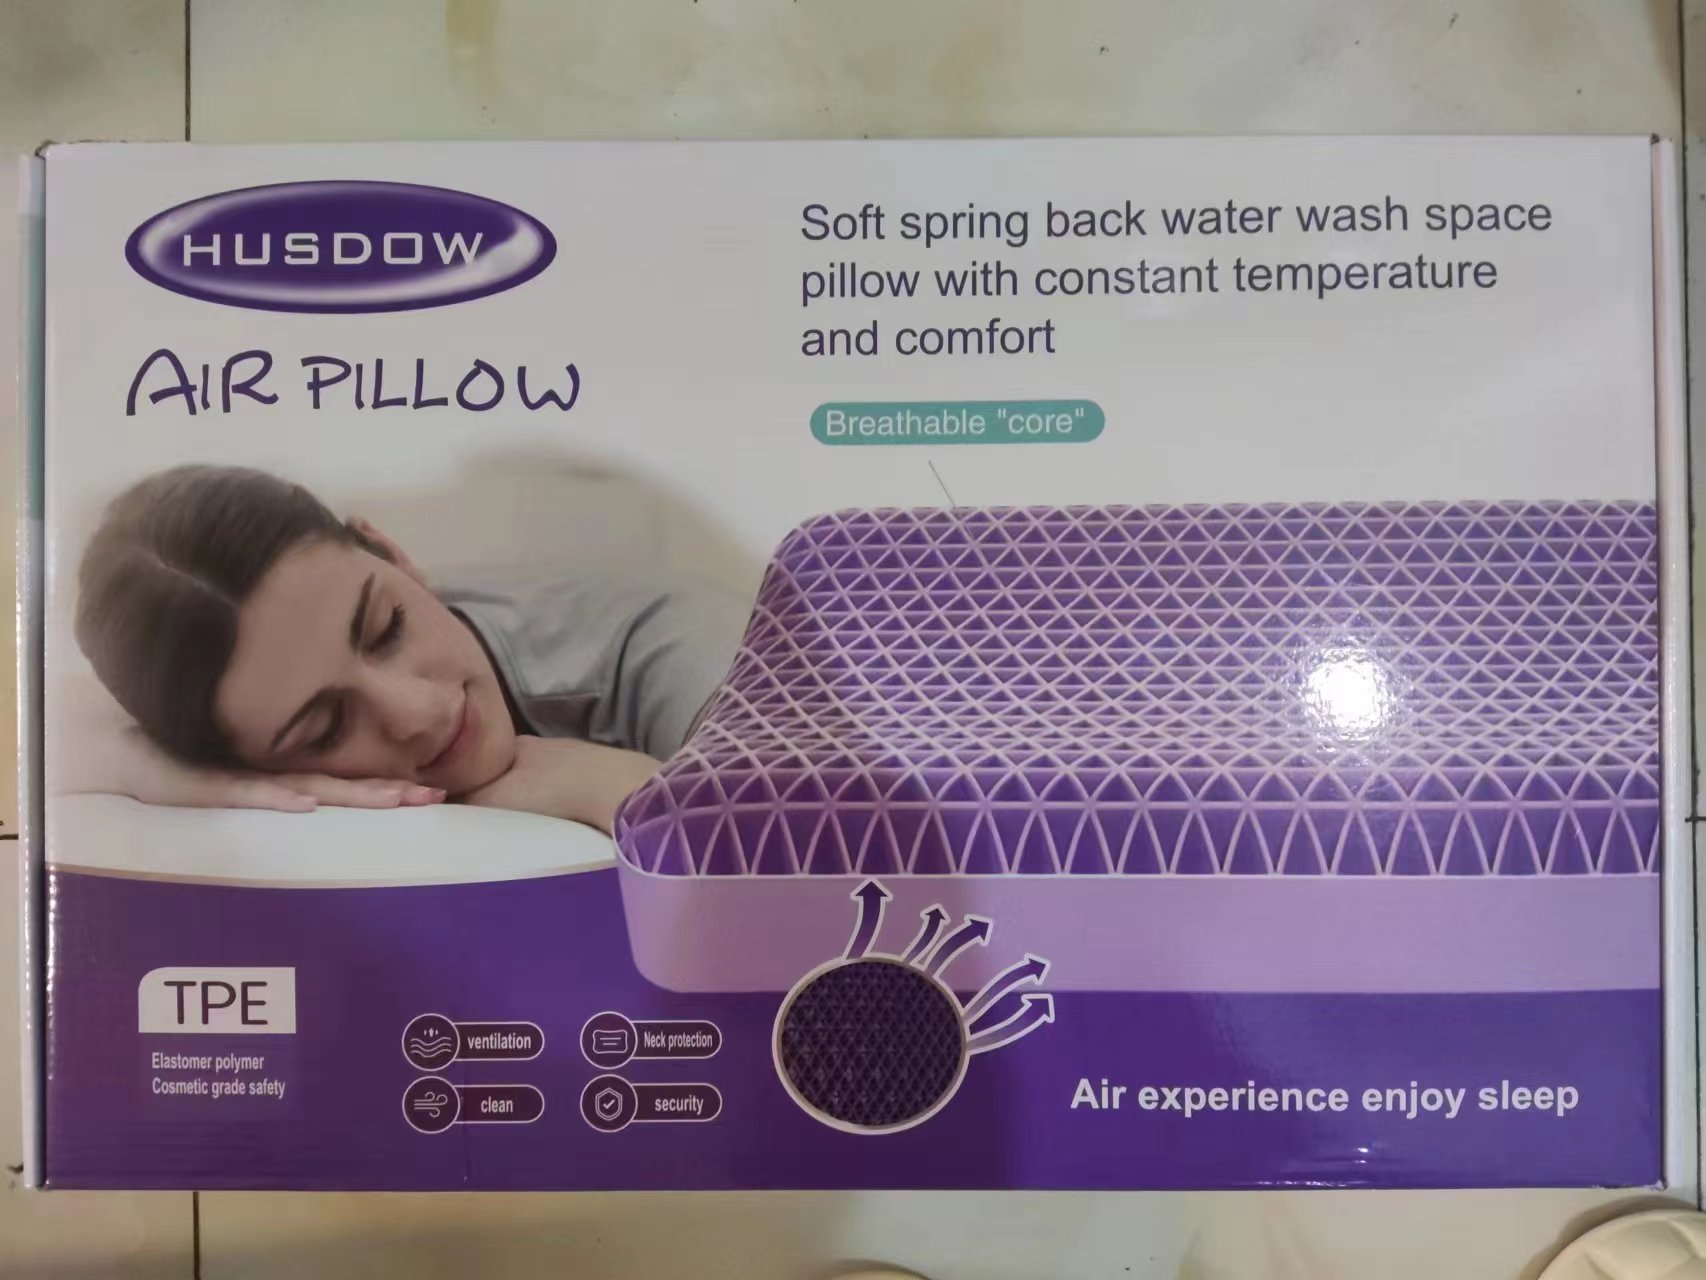 HUSDOW
AIR PILLOW
Soft spring back water wash space
pillow with constant temperature
and comfort
Breathable "core"
TPE
Elastomer polymer
Cosmetic grade safety
ventilation
Neck protection
clean
security
Air experience enjoy sleep